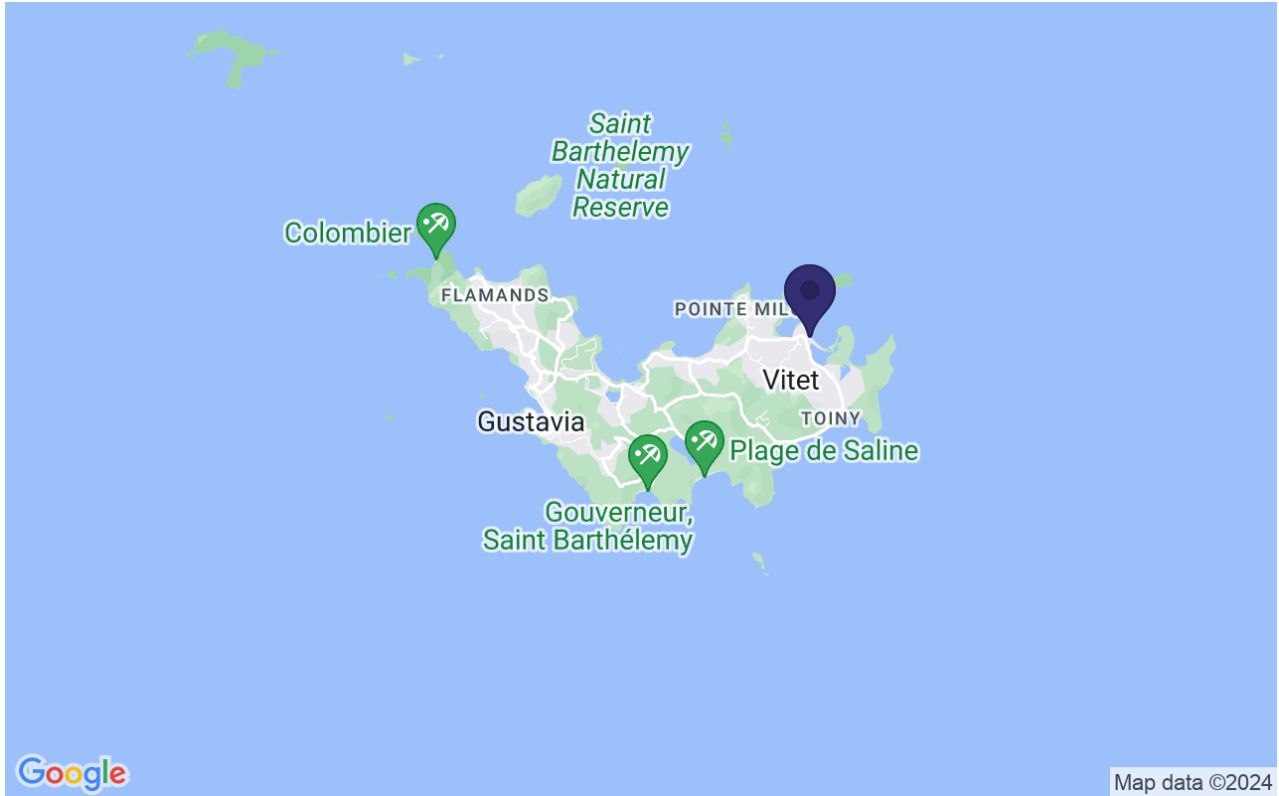 Saint
Barthelemy
Natural
Reserve
Colombier
FLAMANDS
POINTE MIL
Vitet
Gustavia
TOINY
Plage de Saline
Gouverneur,
Saint Barthélemy
Google
Map data ©2024